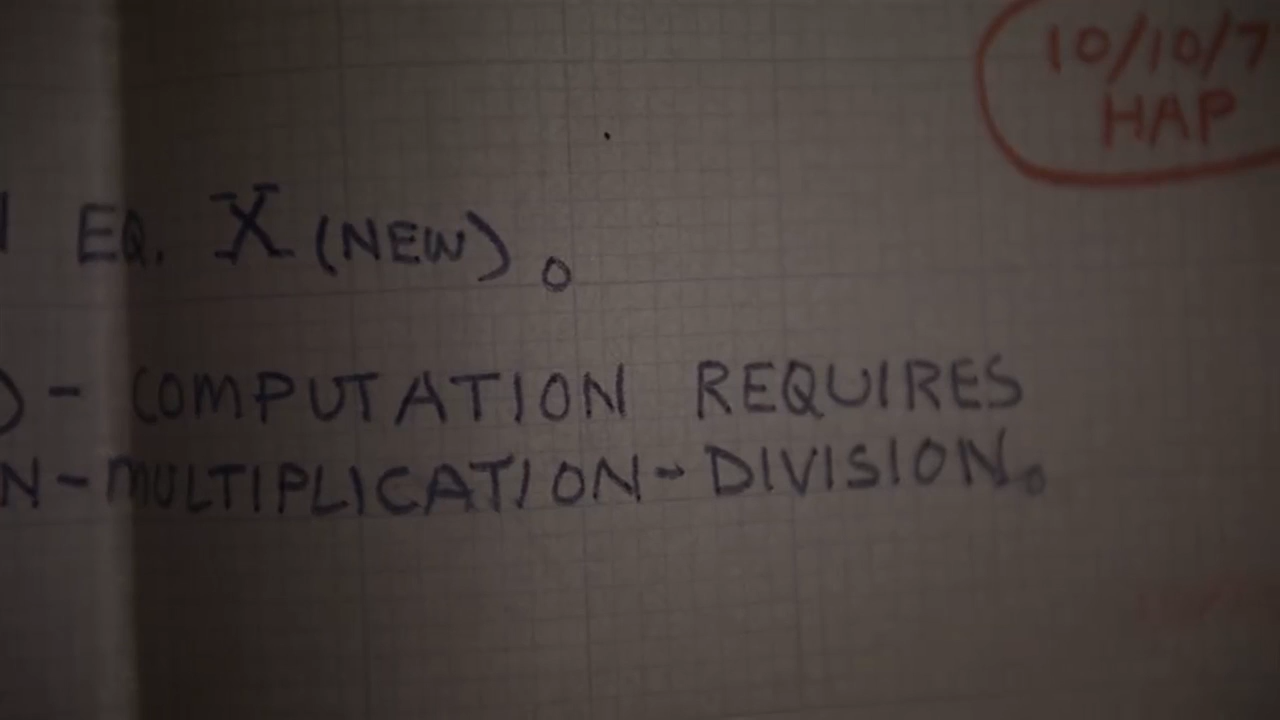 10/10/7
HAP
EQ. X (NEW).
- COMPUTATION REQUIRES
N-MULTIPLICATION-DIVISION.